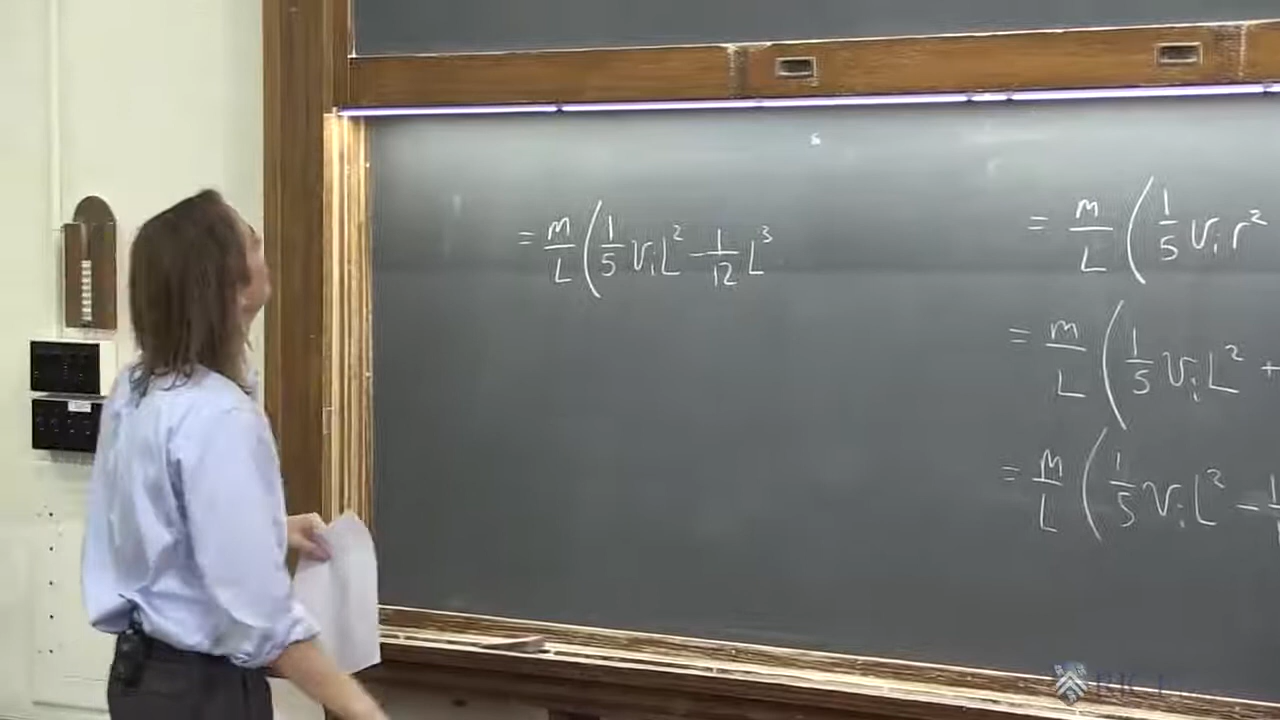 = m/L ( 1/5 v_i L^2 - 1/12 L^3
= m/L ( 1/5 v_i r^2
= m/L ( 1/5 v_i L^2 +
= m/L ( 1/5 v_i L^2 -
RICE